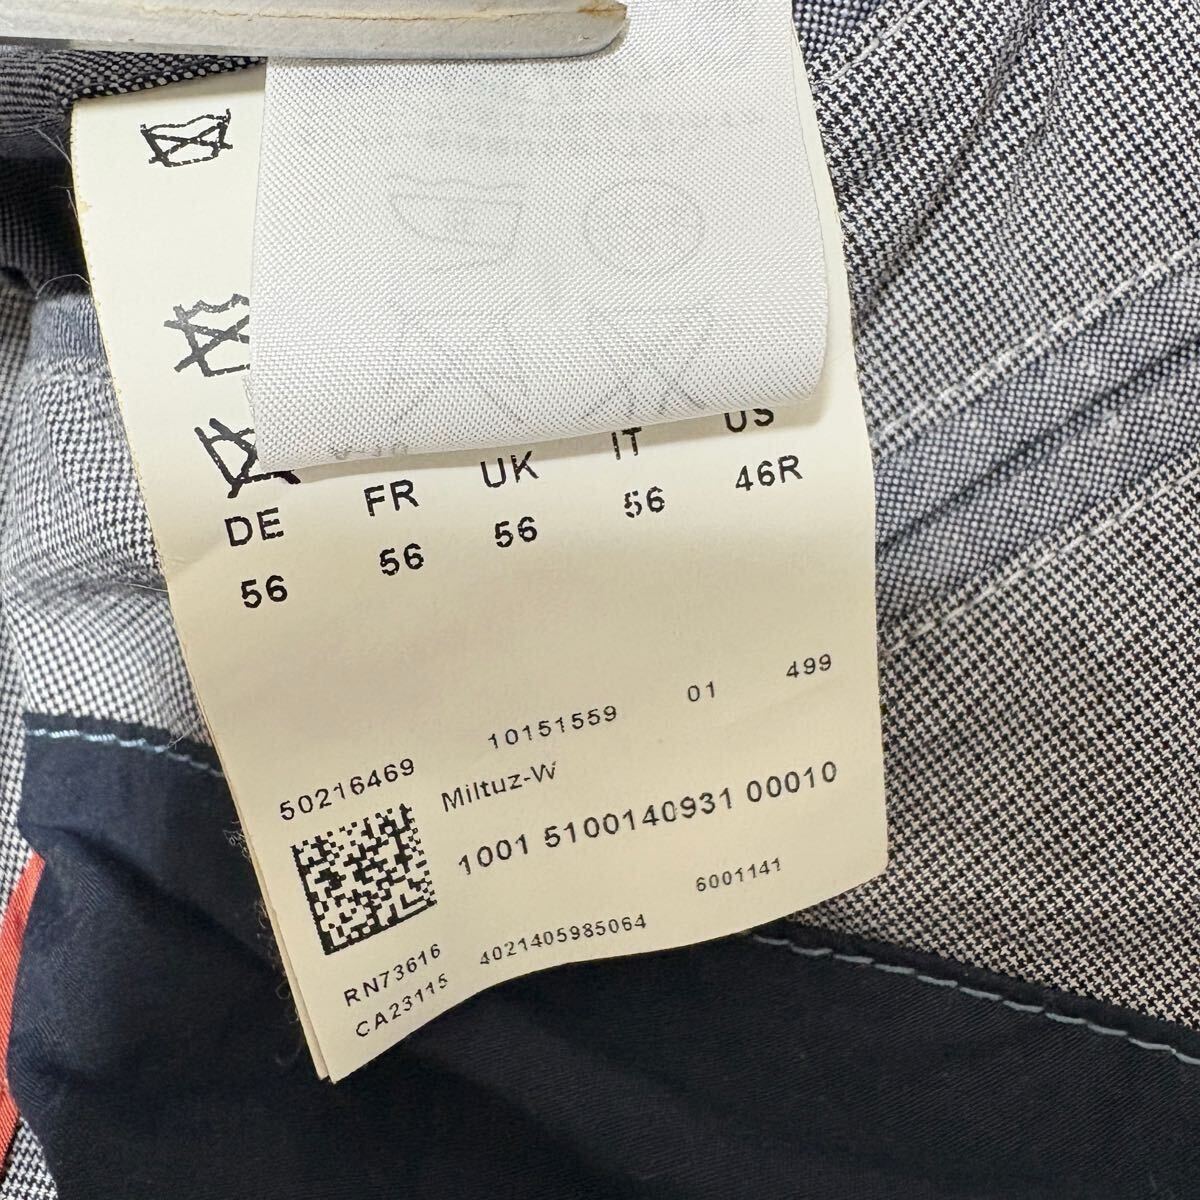 DE FR UK IT US
56 56 56 56 46R
50216469 10151559 01 499
Miltuz-W
1001 5100140931 00010
6001141
RN73616 4021405985064
CA23115